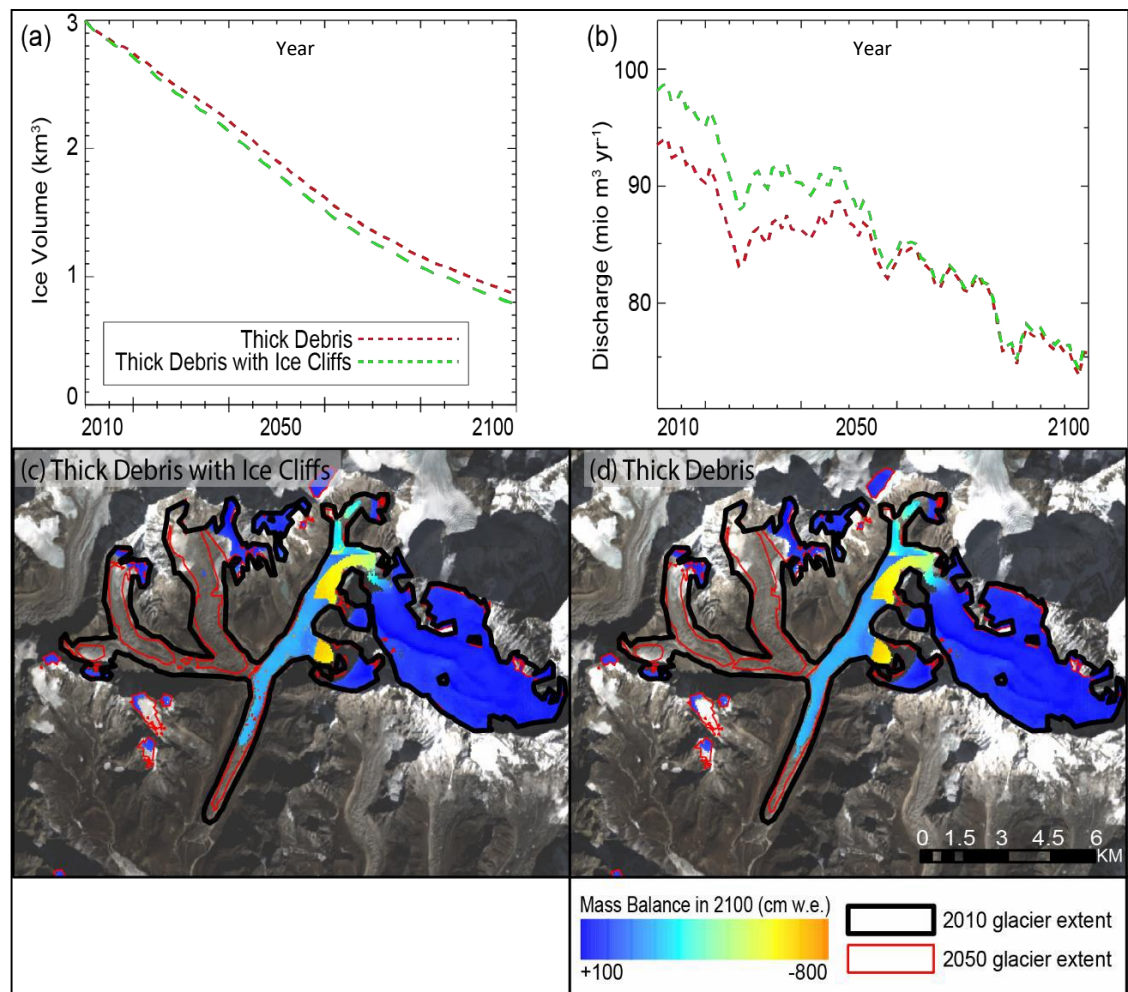 (a)
Year
3
2
1
0
Ice Volume (km³)
Thick Debris
Thick Debris with Ice Cliffs
2010
2050
2100
(b)
Year
100
90
80
Discharge (mio m³ yr⁻¹)
2010
2050
2100
(c) Thick Debris with Ice Cliffs
(d) Thick Debris
0 1.5 3 4.5 6
KM
Mass Balance in 2100 (cm w.e.)
+100 -800
2010 glacier extent
2050 glacier extent